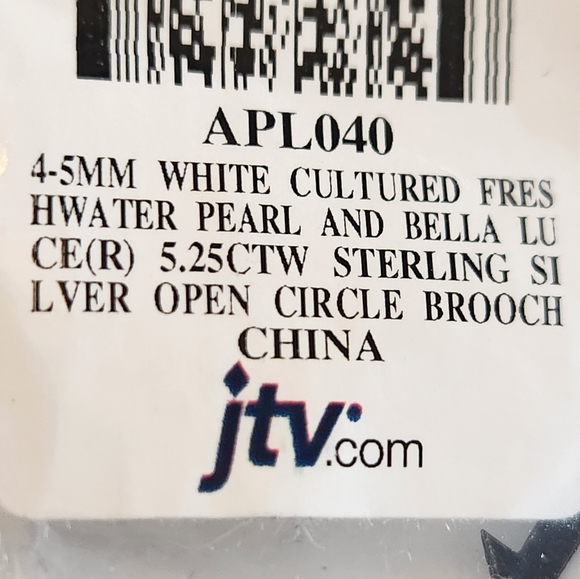 APL040
4-5MM WHITE CULTURED FRES
HWATER PEARL AND BELLA LU
CE(R) 5.25CTW STERLING SI
LVER OPEN CIRCLE BROOCH
CHINA
jtv.com